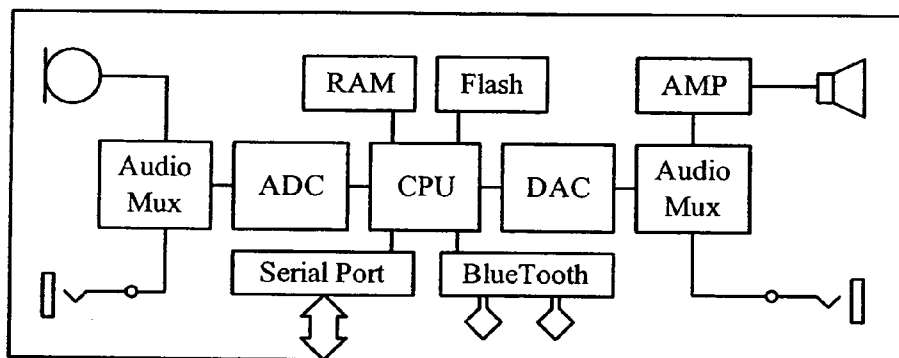 RAM
Flash
AMP
Audio
Mux
ADC
CPU
DAC
Audio
Mux
Serial Port
BlueTooth